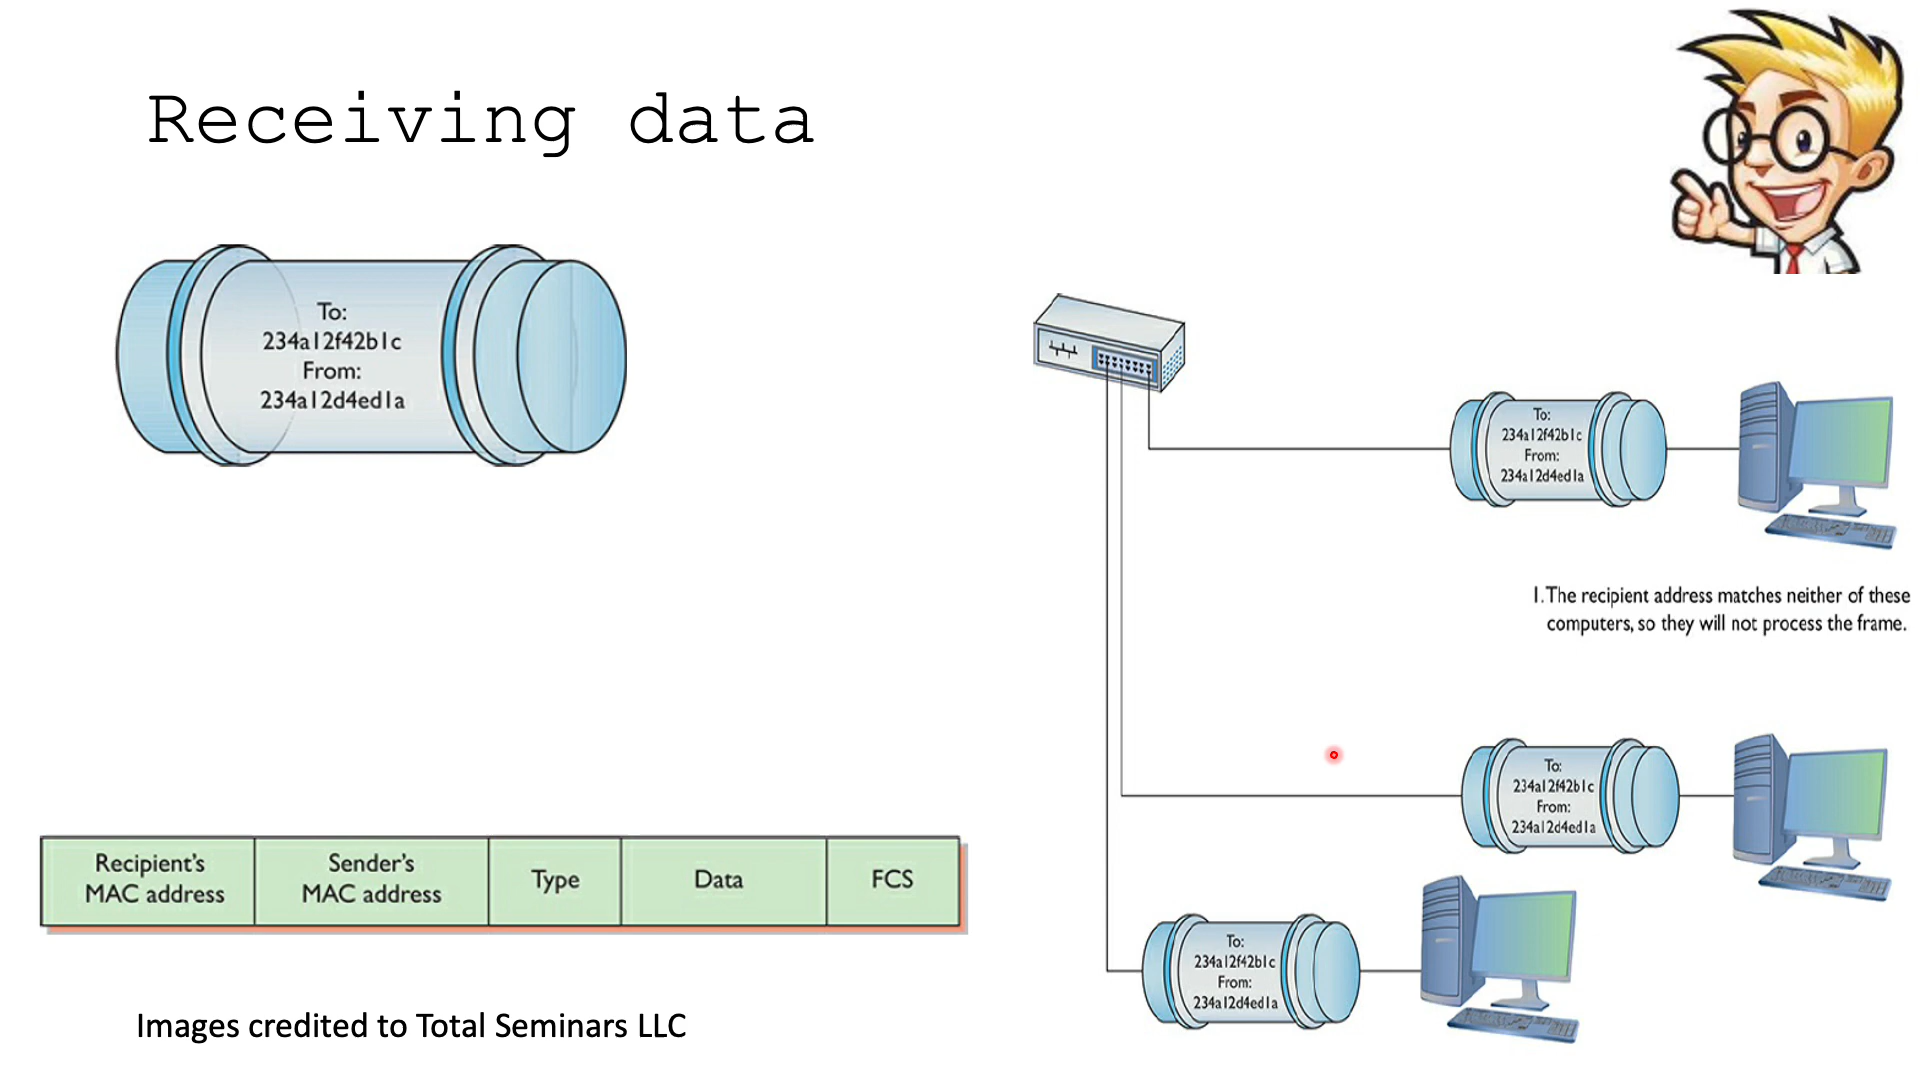 Receiving data
To:
234a12f42b1c
From:
234a12d4ed1a
To:
234a12f42b1c
From:
234a12d4ed1a
1. The recipient address matches neither of these
computers, so they will not process the frame.
To:
234a12f42b1c
From:
234a12d4ed1a
To:
234a12f42b1c
From:
234a12d4ed1a
Recipient's
MAC address
Sender's
MAC address
Type
Data
FCS
Images credited to Total Seminars LLC